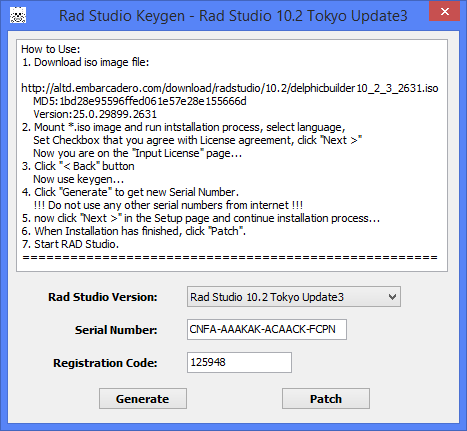 Rad Studio Keygen - Rad Studio 10.2 Tokyo Update3
How to Use:
1. Download iso image file:
http://altd.embarcadero.com/download/radstudio/10.2/delphicbuilder10_2_3_2631.iso
MD5:1bd28e95596ffed061e57e28e155666d
Version:25.0.29899.2631
2. Mount *.iso image and run intstallation process, select language,
Set Checkbox that you agree with License agreement, click "Next >"
Now you are on the "Input License" page...
3. Click "< Back" button
Now use keygen...
4. Click "Generate" to get new Serial Number.
!!! Do not use any other serial numbers from internet !!!
5. now click "Next >" in the Setup page and continue installation process...
6. When Installation has finished, click "Patch".
7. Start RAD Studio.
====================================================
Rad Studio Version: Rad Studio 10.2 Tokyo Update3
Serial Number: CNFA-AAAKAK-ACAACK-FCPN
Registration Code: 125948
Generate Patch